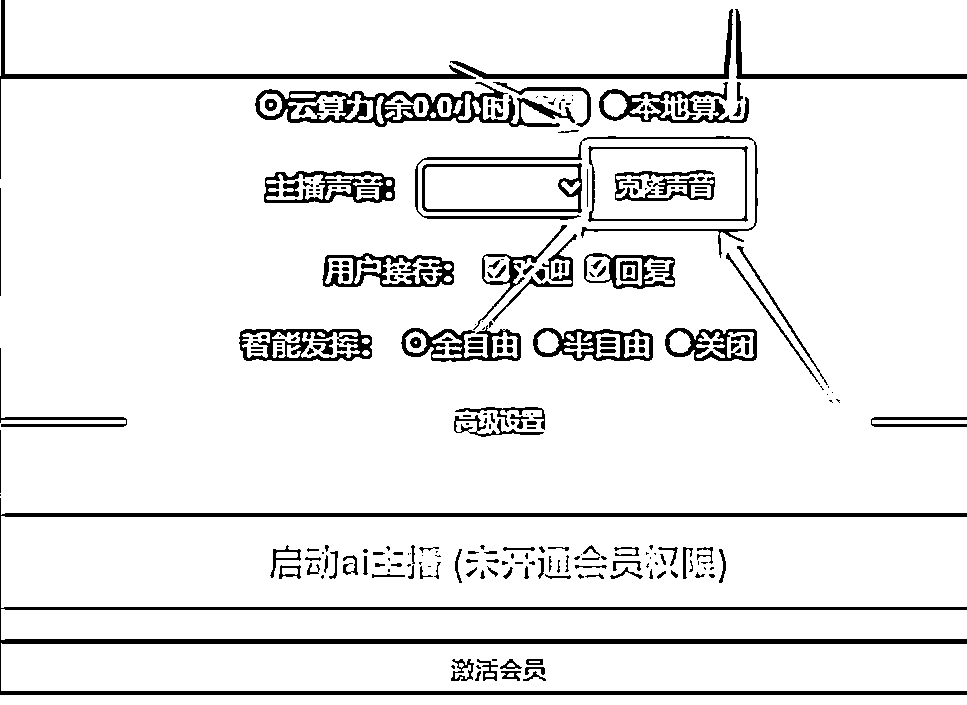 云算力(余0.0小时) 本地算力
主播声音: 克隆声音
用户接待: 欢迎 回复
智能发挥: 全自由 半自由 关闭
高级设置
启动ai主播 (未开通会员权限)
激活会员